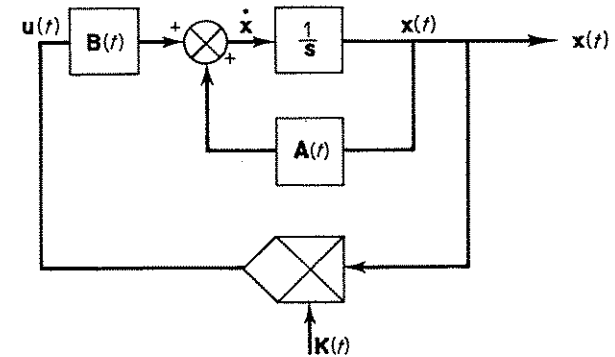 u(t) B(t) + + ẋ 1/s x(t) x(t)
A(t)
K(t)